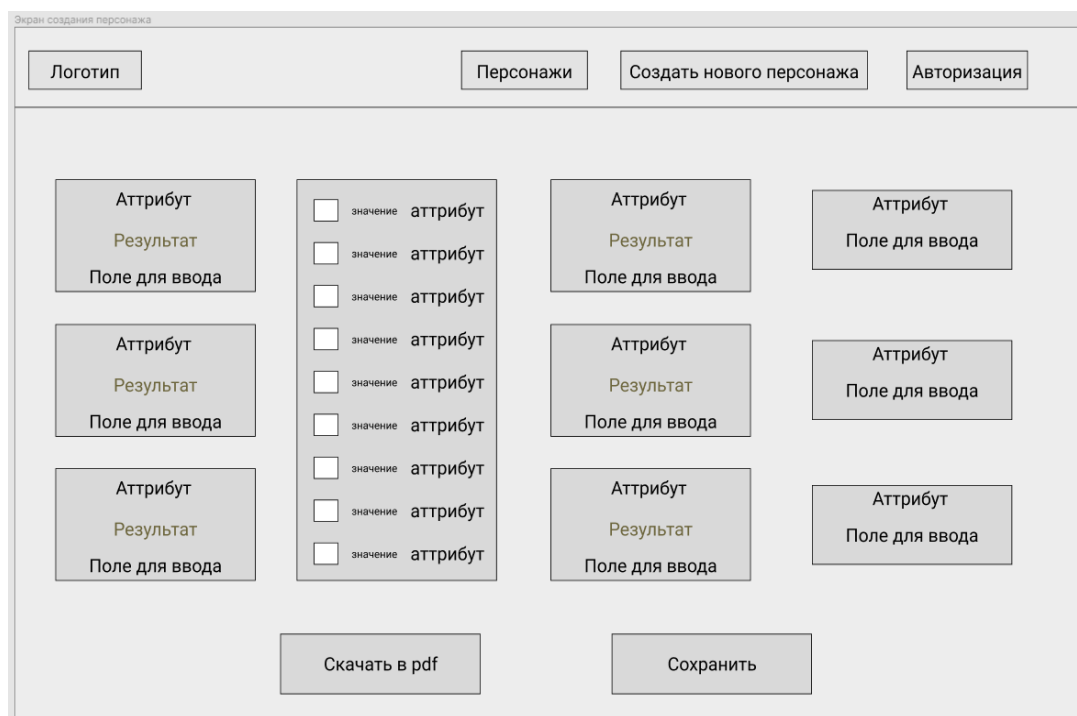 Экран создания персонажа
Логотип
Персонажи
Создать нового персонажа
Авторизация
Аттрибут
Результат
Поле для ввода
Аттрибут
Результат
Поле для ввода
Аттрибут
Результат
Поле для ввода
значение аттрибут
значение аттрибут
значение аттрибут
значение аттрибут
значение аттрибут
значение аттрибут
значение аттрибут
значение аттрибут
значение аттрибут
Аттрибут
Результат
Поле для ввода
Аттрибут
Результат
Поле для ввода
Аттрибут
Результат
Поле для ввода
Аттрибут
Поле для ввода
Аттрибут
Поле для ввода
Аттрибут
Поле для ввода
Скачать в pdf
Сохранить